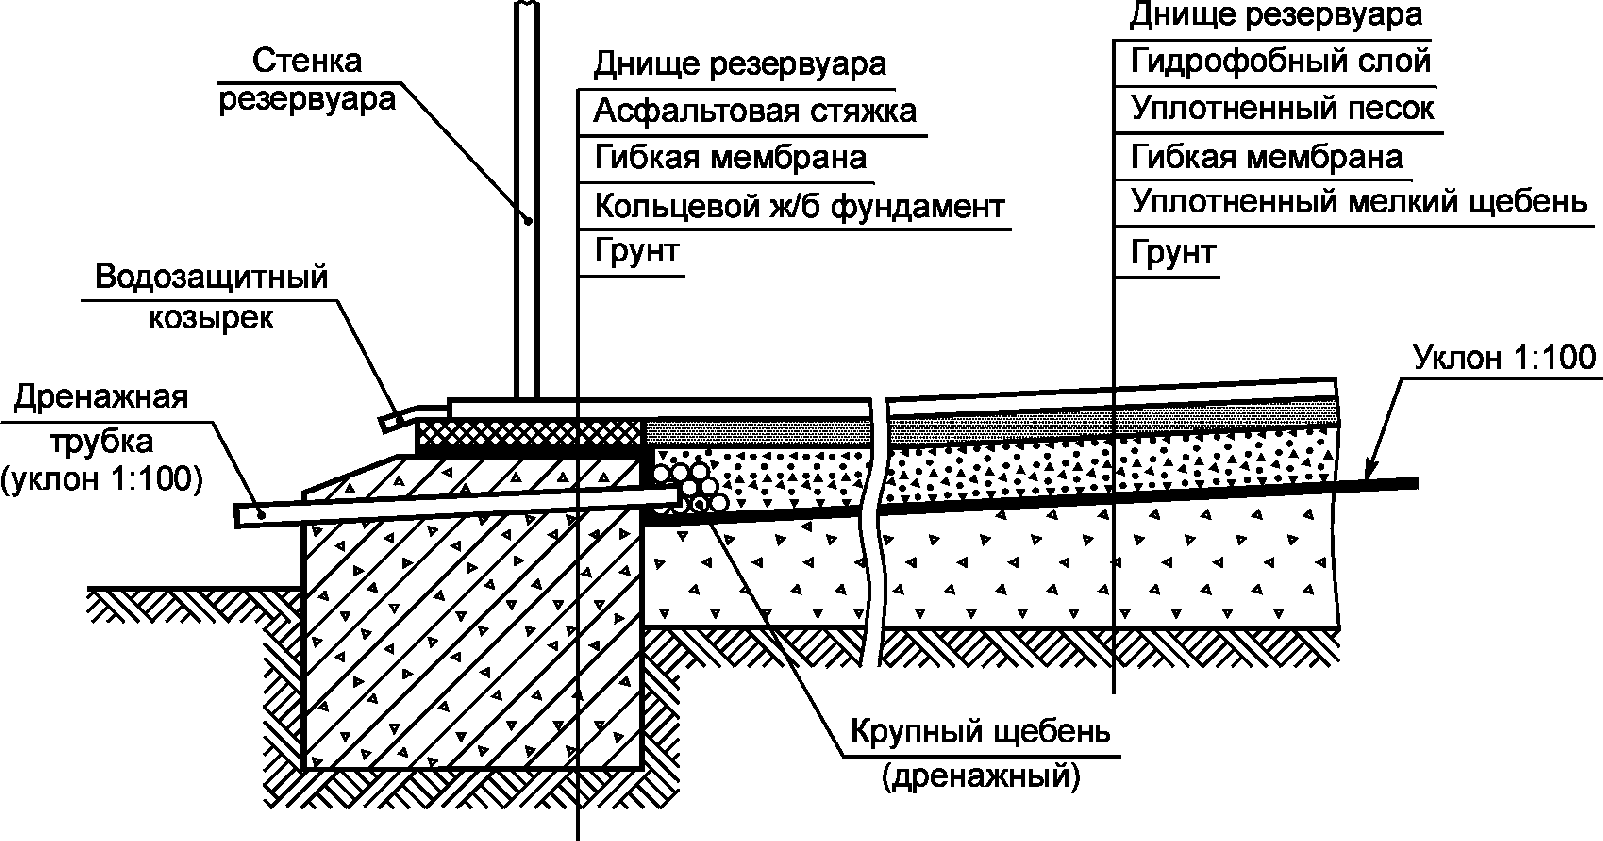 Стенка
резервуара
Водозащитный
козырек
Дренажная
трубка
(уклон 1:100)
Днище резервуара
Асфальтовая стяжка
Гибкая мембрана
Кольцевой ж/б фундамент
Грунт
Днище резервуара
Гидрофобный слой
Уплотненный песок
Гибкая мембрана
Уплотненный мелкий щебень
Грунт
Уклон 1:100
Крупный щебень
(дренажный)